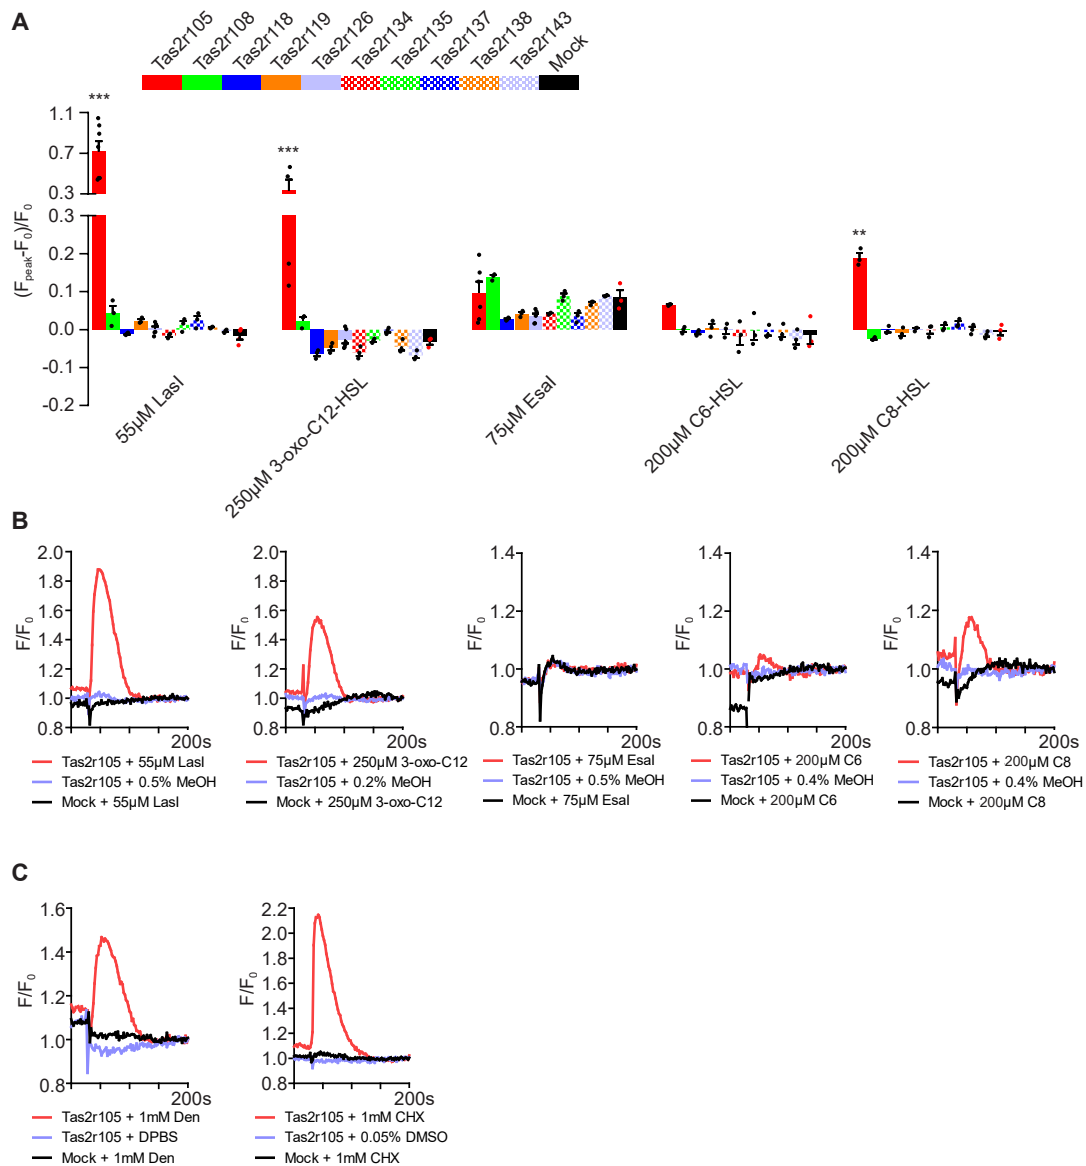 A
Tas2r105
Tas2r108
Tas2r118
Tas2r119
Tas2r126
Tas2r134
Tas2r135
Tas2r137
Tas2r138
Tas2r143
Mock
***
***
**
1.1
0.7
0.3
0.3
0.2
0.1
0.0
-0.1
-0.2
(Fpeak-F0)/F0
55µM LasI
250µM 3-oxo-C12-HSL
75µM EsaI
200µM C6-HSL
200µM C8-HSL
B
2.0
1.8
1.6
1.4
1.2
1.0
0.8
F/F0
200s
Tas2r105 + 55µM LasI
Tas2r105 + 0.5% MeOH
Mock + 55µM LasI
2.0
1.8
1.6
1.4
1.2
1.0
0.8
F/F0
200s
Tas2r105 + 250µM 3-oxo-C12
Tas2r105 + 0.2% MeOH
Mock + 250µM 3-oxo-C12
1.4
1.2
1.0
0.8
F/F0
200s
Tas2r105 + 75µM EsaI
Tas2r105 + 0.5% MeOH
Mock + 75µM EsaI
1.4
1.2
1.0
0.8
F/F0
200s
Tas2r105 + 200µM C6
Tas2r105 + 0.4% MeOH
Mock + 200µM C6
1.4
1.2
1.0
0.8
F/F0
200s
Tas2r105 + 200µM C8
Tas2r105 + 0.4% MeOH
Mock + 200µM C8
C
1.6
1.4
1.2
1.0
0.8
F/F0
200s
Tas2r105 + 1mM Den
Tas2r105 + DPBS
Mock + 1mM Den
2.2
2.0
1.8
1.6
1.4
1.2
1.0
0.8
F/F0
200s
Tas2r105 + 1mM CHX
Tas2r105 + 0.05% DMSO
Mock + 1mM CHX